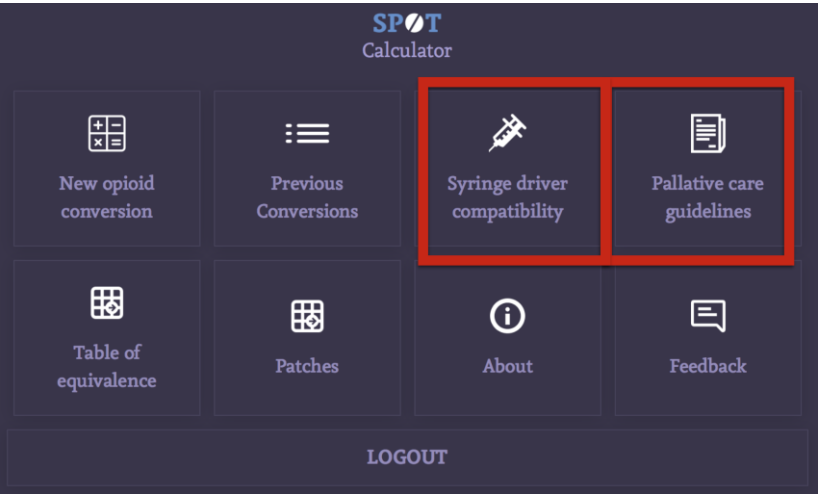 SPOT
Calculator
New opioid
conversion
Previous
Conversions
Syringe driver
compatibility
Pallative care
guidelines
Table of
equivalence
Patches
About
Feedback
LOGOUT